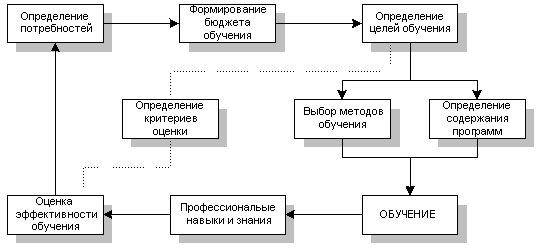 Определение
потребностей
Формирование
бюджета
обучения
Определение
целей обучения
Определение
критериев
оценки
Выбор методов
обучения
Определение
содержания
программ
Оценка
эффективности
обучения
Профессиональые
навыки и знания
ОБУЧЕНИЕ